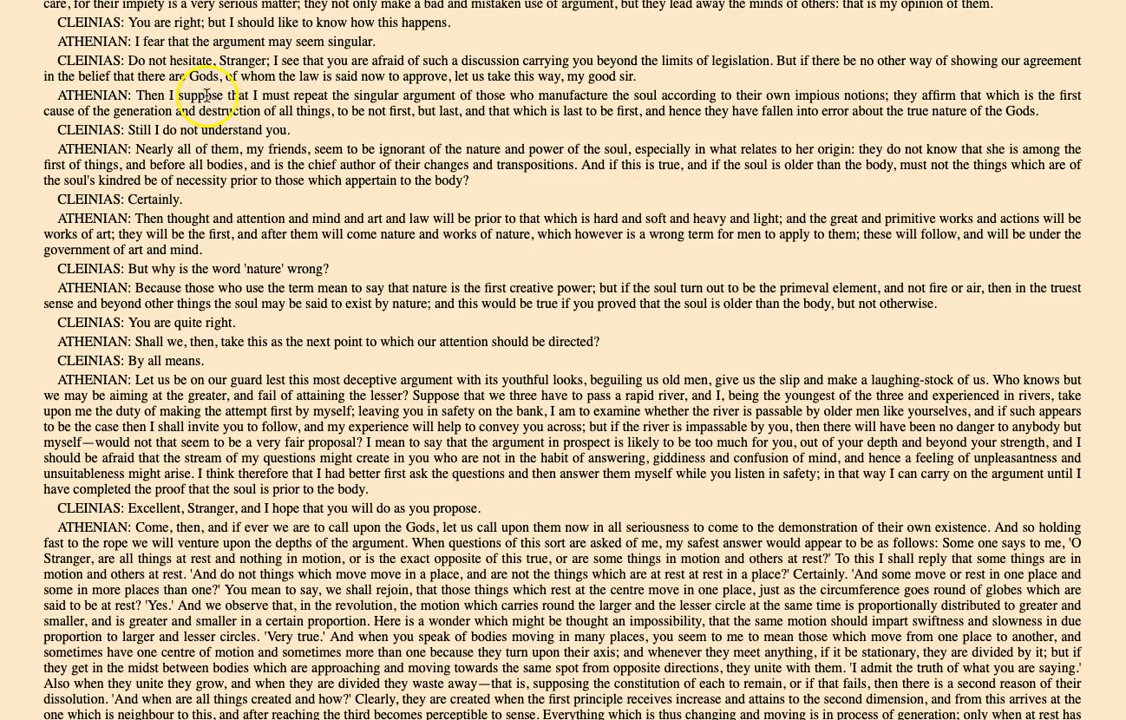 care, for their impiety is a very serious matter; they not only make a bad and mistaken use of argument, but they lead away the minds of others: that is my opinion of them.
CLEINIAS: You are right; but I should like to know how this happens.
ATHENIAN: I fear that the argument may seem singular.
CLEINIAS: Do not hesitate, Stranger; I see that you are afraid of such a discussion carrying you beyond the limits of legislation. But if there be no other way of showing our agreement
in the belief that there are Gods, of whom the law is said now to approve, let us take this way, my good sir.
ATHENIAN: Then I suppose that I must repeat the singular argument of those who manufacture the soul according to their own impious notions; they affirm that which is the first
cause of the generation and destruction of all things, to be not first, but last, and that which is last to be first, and hence they have fallen into error about the true nature of the Gods.
CLEINIAS: Still I do not understand you.
ATHENIAN: Nearly all of them, my friends, seem to be ignorant of the nature and power of the soul, especially in what relates to her origin: they do not know that she is among the
first of things, and before all bodies, and is the chief author of their changes and transpositions. And if this is true, and if the soul is older than the body, must not the things which are of
the soul's kindred be of necessity prior to those which appertain to the body?
CLEINIAS: Certainly.
ATHENIAN: Then thought and attention and mind and art and law will be prior to that which is hard and soft and heavy and light; and the great and primitive works and actions will be
works of art; they will be the first, and after them will come nature and works of nature, which however is a wrong term for men to apply to them; these will follow, and will be under the
government of art and mind.
CLEINIAS: But why is the word 'nature' wrong?
ATHENIAN: Because those who use the term mean to say that nature is the first creative power; but if the soul turn out to be the primeval element, and not fire or air, then in the truest
sense and beyond other things the soul may be said to exist by nature; and this would be true if you proved that the soul is older than the body, but not otherwise.
CLEINIAS: You are quite right.
ATHENIAN: Shall we, then, take this as the next point to which our attention should be directed?
CLEINIAS: By all means.
ATHENIAN: Let us be on our guard lest this most deceptive argument with its youthful looks, beguiling us old men, give us the slip and make a laughing-stock of us. Who knows but
we may be aiming at the greater, and fail of attaining the lesser? Suppose that we three have to pass a rapid river, and I, being the youngest of the three and experienced in rivers, take
upon me the duty of making the attempt first by myself; leaving you in safety on the bank, I am to examine whether the river is passable by older men like yourselves, and if such appears
to be the case then I shall invite you to follow, and my experience will help to convey you across; but if the river is impassable by you, then there will have been no danger to anybody but
myself—would not that seem to be a very fair proposal? I mean to say that the argument in prospect is likely to be too much for you, out of your depth and beyond your strength, and I
should be afraid that the stream of my questions might create in you who are not in the habit of answering, giddiness and confusion of mind, and hence a feeling of unpleasantness and
unsuitableness might arise. I think therefore that I had better first ask the questions and then answer them myself while you listen in safety; in that way I can carry on the argument until I
have completed the proof that the soul is prior to the body.
CLEINIAS: Excellent, Stranger, and I hope that you will do as you propose.
ATHENIAN: Come, then, and if ever we are to call upon the Gods, let us call upon them now in all seriousness to come to the demonstration of their own existence. And so holding
fast to the rope we will venture upon the depths of the argument. When questions of this sort are asked of me, my safest answer would appear to be as follows: Some one says to me, 'O
Stranger, are all things at rest and nothing in motion, or is the exact opposite of this true, or are some things in motion and others at rest?' To this I shall reply that some things are in
motion and others at rest. 'And do not things which move move in a place, and are not the things which are at rest at rest in a place?' Certainly. 'And some move or rest in one place and
some in more places than one?' You mean to say, we shall rejoin, that those things which rest at the centre move in one place, just as the circumference goes round of globes which are
said to be at rest? 'Yes.' And we observe that, in the revolution, the motion which carries round the larger and the lesser circle at the same time is proportionally distributed to greater and
smaller, and is greater and smaller in a certain proportion. Here is a wonder which might be thought an impossibility, that the same motion should impart swiftness and slowness in due
proportion to larger and lesser circles. 'Very true.' And when you speak of bodies moving in many places, you seem to me to mean those which move from one place to another, and
sometimes have one centre of motion and sometimes more than one because they turn upon their axis; and whenever they meet anything, if it be stationary, they are divided by it; but if
they get in the midst between bodies which are approaching and moving towards the same spot from opposite directions, they unite with them. 'I admit the truth of what you are saying.'
Also when they unite they grow, and when they are divided they waste away—that is, supposing the constitution of each to remain, or if that fails, then there is a second reason of their
dissolution. 'And when are all things created and how?' Clearly, they are created when the first principle receives increase and attains to the second dimension, and from this arrives at the
one which is neighbour to this, and after reaching the third becomes perceptible to sense. Everything which is thus changing and moving is in process of generation; only when at rest has